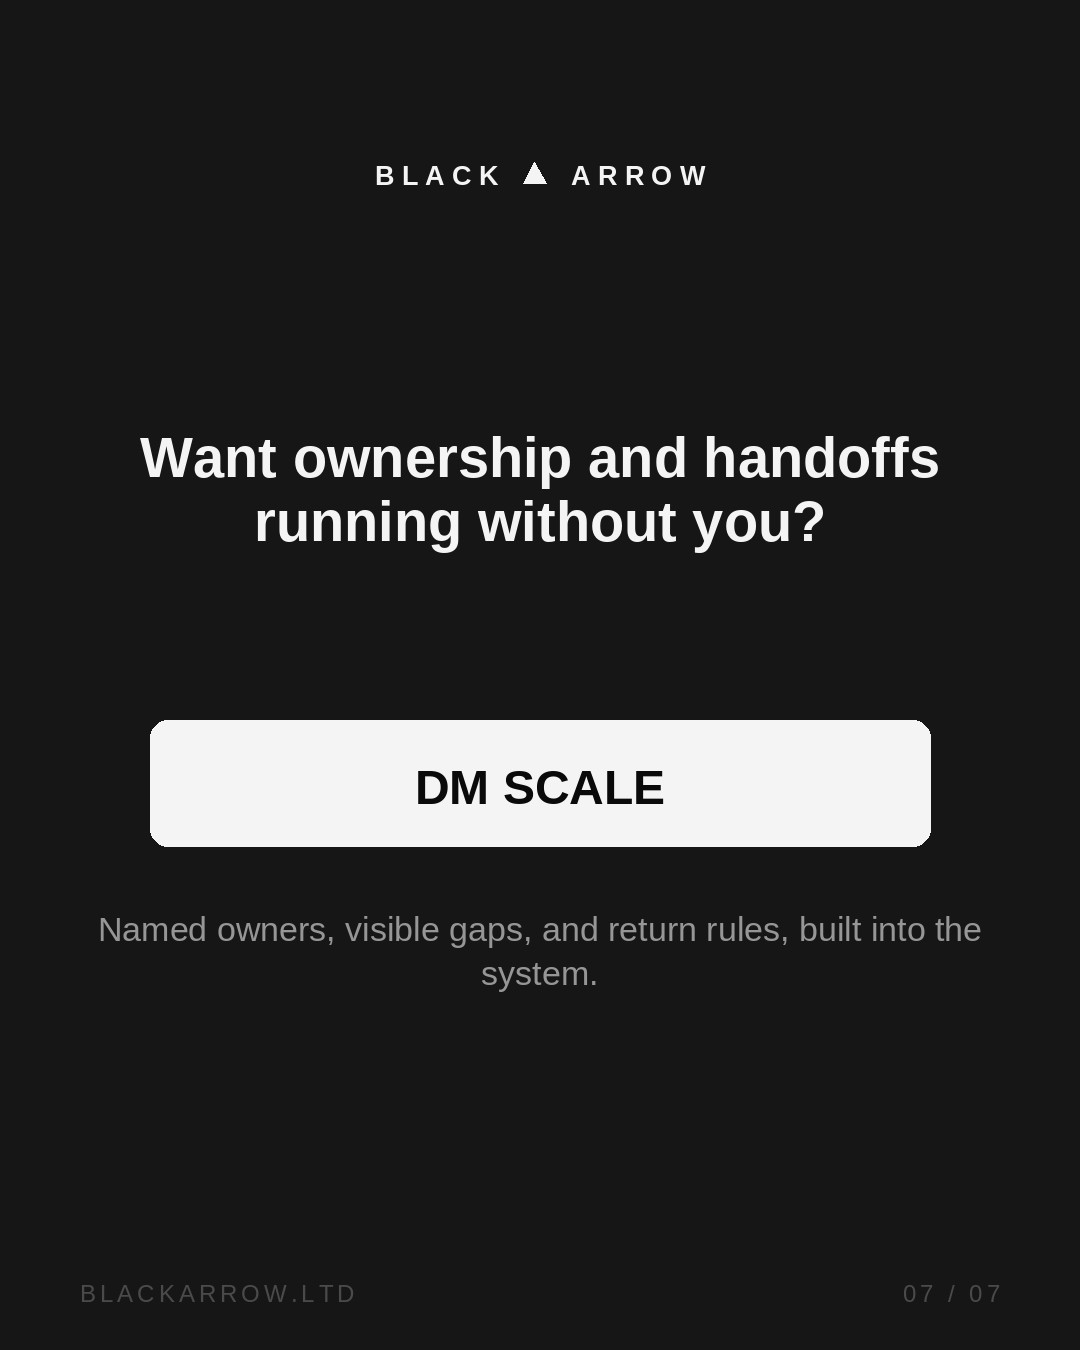 BLACK ▲ ARROW
Want ownership and handoffs
running without you?
DM SCALE
Named owners, visible gaps, and return rules, built into the
system.
BLACKARROW.LTD
07 / 07